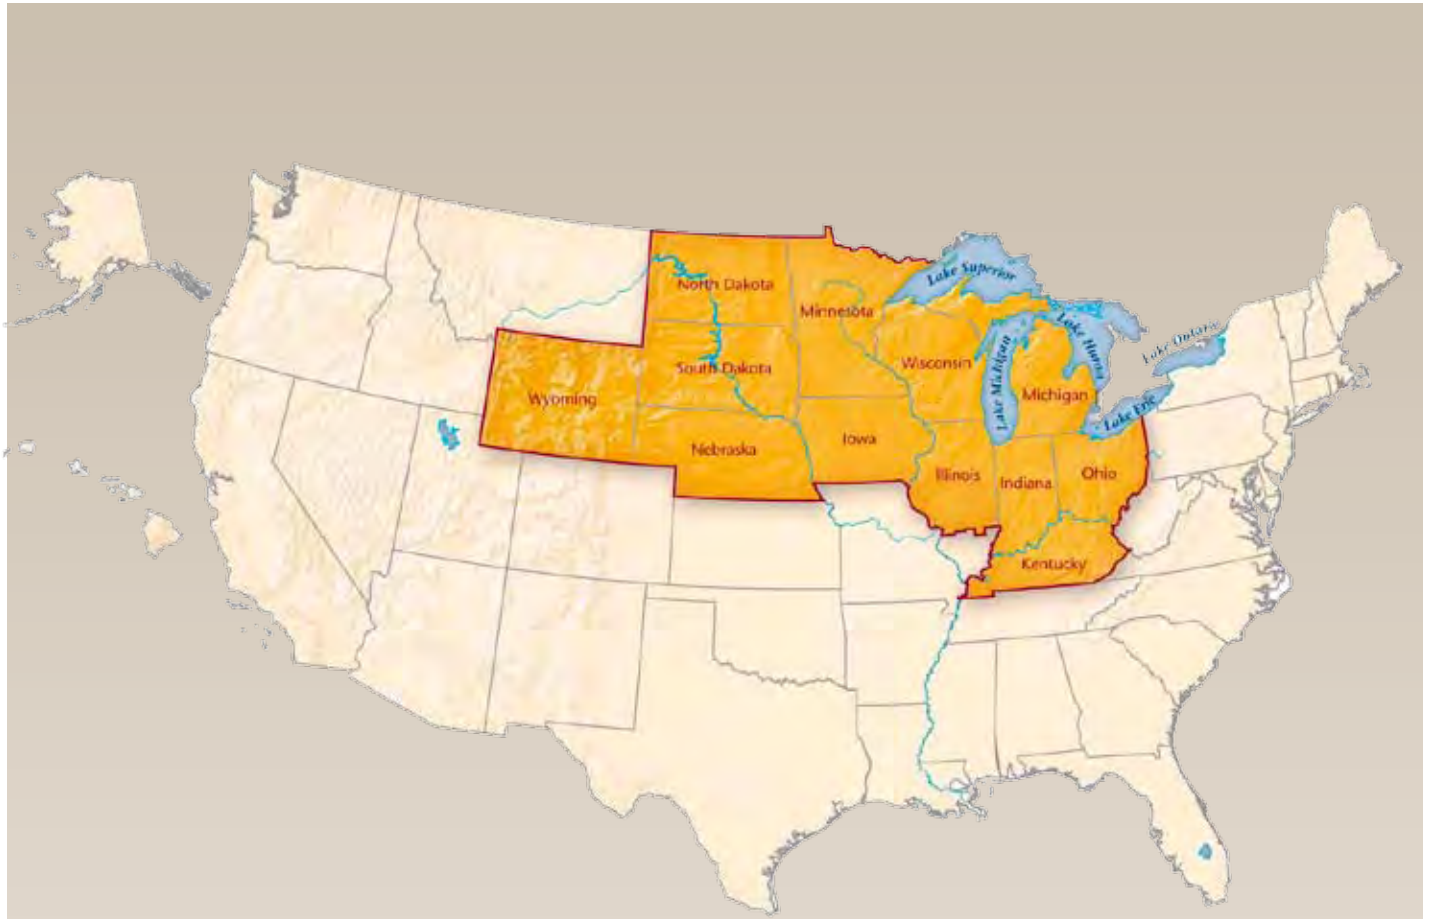 Lake Superior
North Dakota
Minnesota
Lake Huron
Lake Ontario
Wisconsin
Lake Michigan
South Dakota
Michigan
Wyoming
Lake Erie
Iowa
Nebraska
Illinois
Indiana
Ohio
Kentucky